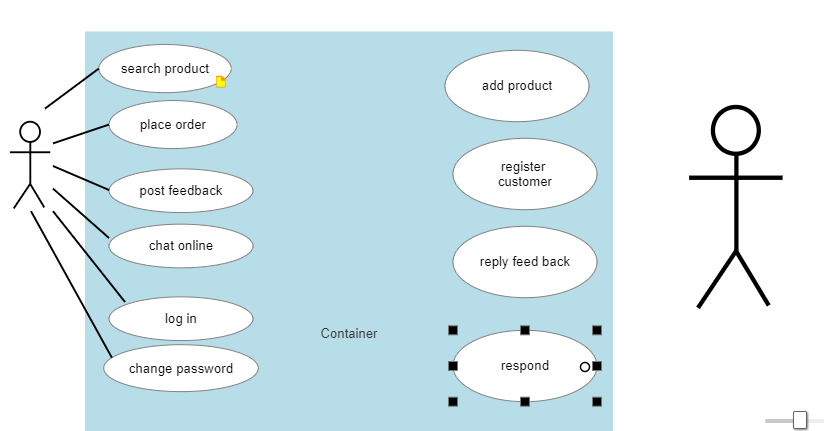 search product
place order
post feedback
chat online
log in
change password
Container
add product
register
customer
reply feed back
respond